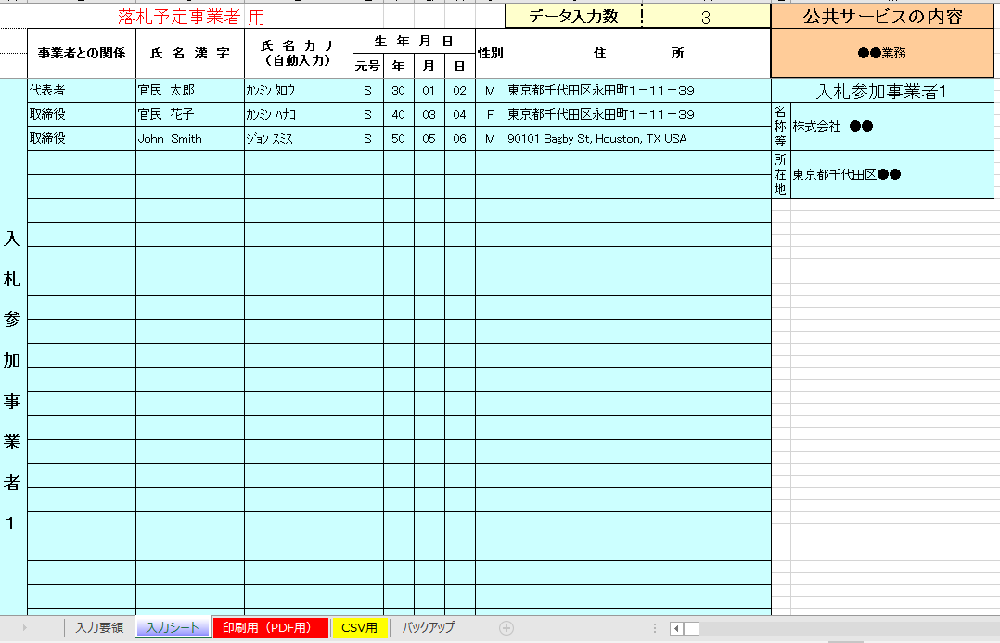 落札予定事業者 用 データ入力数 3 公共サービスの内容
事業者との関係 氏 名 漢 字 氏 名 カ ナ (自動入力) 生 年 月 日 性別 住 所 ●●業務
元号 年 月 日
代表者 官民 太郎 ｶﾝﾐﾝ ﾀﾛｳ S 30 01 02 M 東京都千代田区永田町1-11-39 入札参加事業者1
取締役 官民 花子 ｶﾝﾐﾝ ﾊﾅｺ S 40 03 04 F 東京都千代田区永田町1-11-39 名称等 株式会社 ●●
取締役 John Smith ｼﾞｮﾝ ｽﾐｽ S 50 05 06 M 90101 Bagby St, Houston, TX USA
所在地 東京都千代田区●●
入札参加事業者1
入力要領 入力シート 印刷用（PDF用） CSV用 バックアップ